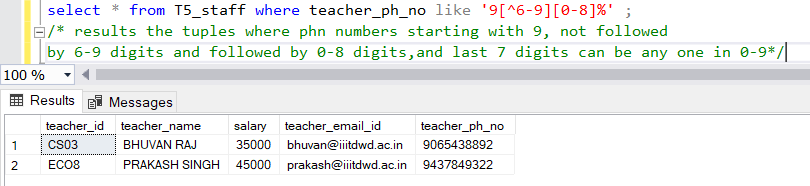 select * from T5_staff where teacher_ph_no like '9[^6-9][0-8]%' ;
/* results the tuples where phn numbers starting with 9, not followed
by 6-9 digits and followed by 0-8 digits,and last 7 digits can be any one in 0-9*/
100 %
Results Messages
teacher_id teacher_name salary teacher_email_id teacher_ph_no
1 CS03 BHUVAN RAJ 35000 bhuvan@iiitdwd.ac.in 9065438892
2 ECO8 PRAKASH SINGH 45000 prakash@iiitdwd.ac.in 9437849322